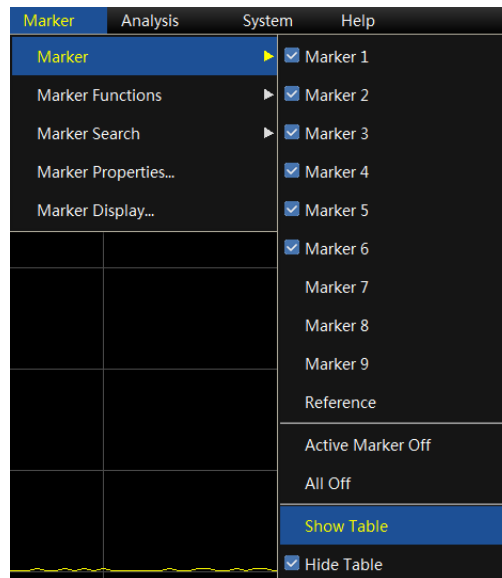 Marker Analysis System Help
Marker
Marker Functions
Marker Search
Marker Properties...
Marker Display...
Marker 1
Marker 2
Marker 3
Marker 4
Marker 5
Marker 6
Marker 7
Marker 8
Marker 9
Reference
Active Marker Off
All Off
Show Table
Hide Table